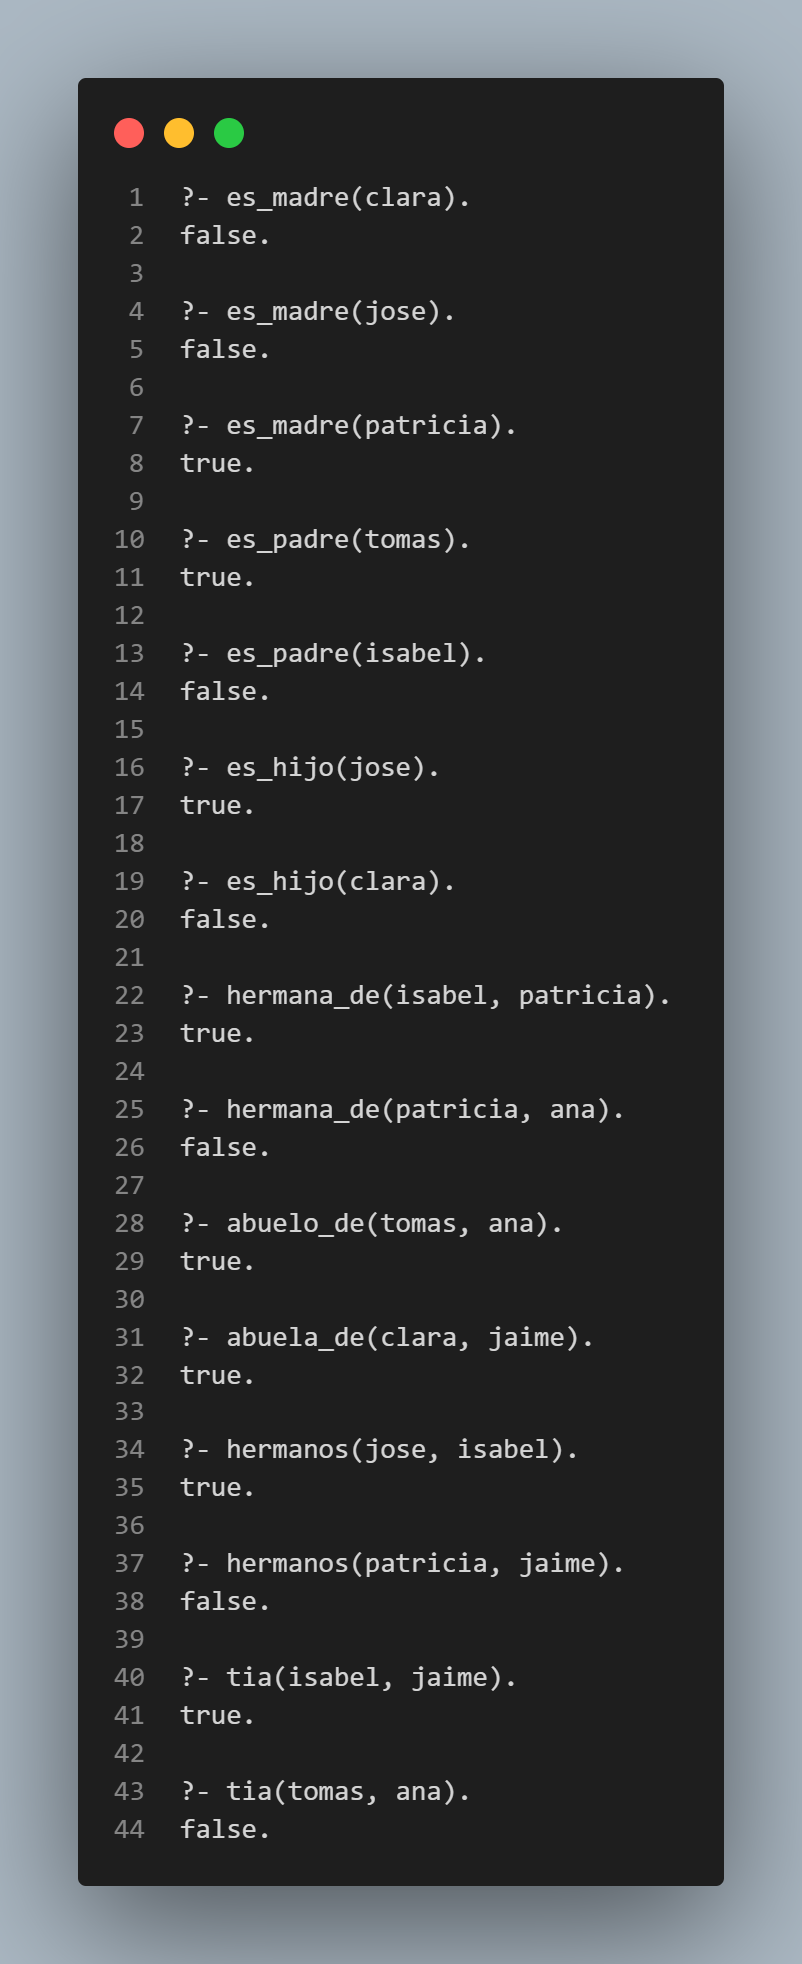 1 ?- es_madre(clara).
2 false.
3
4 ?- es_madre(jose).
5 false.
6
7 ?- es_madre(patricia).
8 true.
9
10 ?- es_padre(tomas).
11 true.
12
13 ?- es_padre(isabel).
14 false.
15
16 ?- es_hijo(jose).
17 true.
18
19 ?- es_hijo(clara).
20 false.
21
22 ?- hermana_de(isabel, patricia).
23 true.
24
25 ?- hermana_de(patricia, ana).
26 false.
27
28 ?- abuelo_de(tomas, ana).
29 true.
30
31 ?- abuela_de(clara, jaime).
32 true.
33
34 ?- hermanos(jose, isabel).
35 true.
36
37 ?- hermanos(patricia, jaime).
38 false.
39
40 ?- tia(isabel, jaime).
41 true.
42
43 ?- tia(tomas, ana).
44 false.